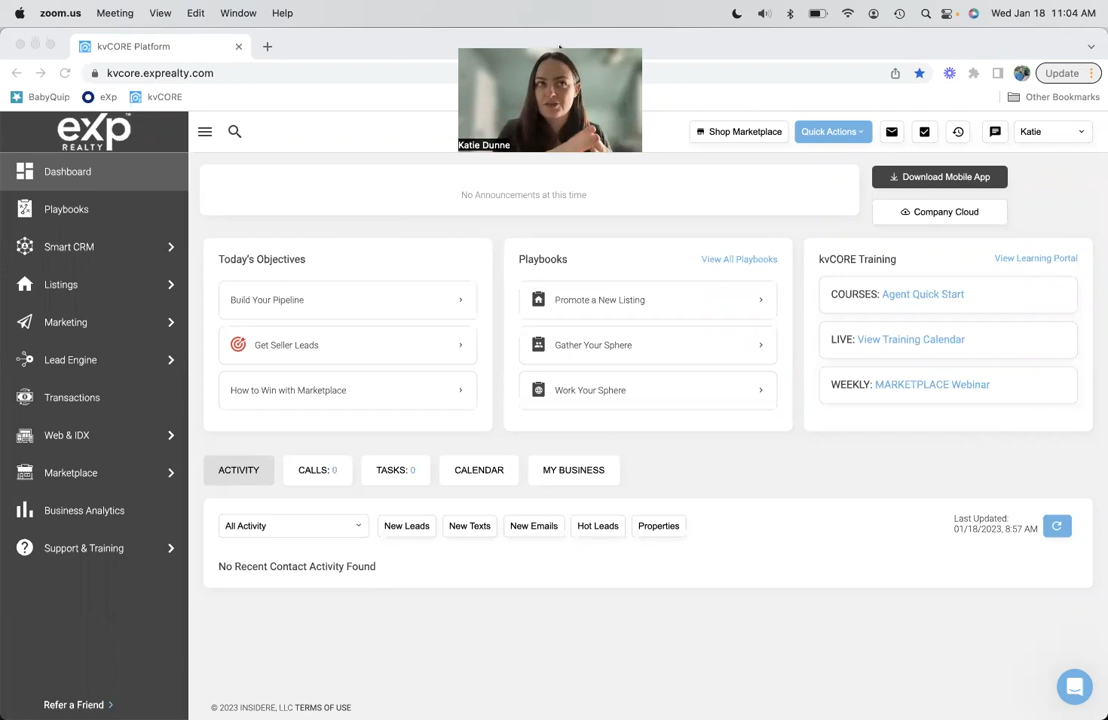 zoom.us Meeting View Edit Window Help Wed Jan 18 11:04 AM
kvCORE Platform
kvcore.exprealty.com Update
BabyQuip eXp kvCORE Other Bookmarks
Katie Dunne
eXp REALTY
Shop Marketplace Quick Actions Katie
Dashboard
Playbooks
Smart CRM
Listings
Marketing
Lead Engine
Transactions
Web & IDX
Marketplace
Business Analytics
Support & Training
Refer a Friend
No Announcements at this time
Download Mobile App
Company Cloud
Today's Objectives
Build Your Pipeline
Get Seller Leads
How to Win with Marketplace
Playbooks View All Playbooks
Promote a New Listing
Gather Your Sphere
Work Your Sphere
kvCORE Training View Learning Portal
COURSES: Agent Quick Start
LIVE: View Training Calendar
WEEKLY: MARKETPLACE Webinar
ACTIVITY CALLS: 0 TASKS: 0 CALENDAR MY BUSINESS
All Activity New Leads New Texts New Emails Hot Leads Properties
Last Updated:
01/18/2023, 8:57 AM
No Recent Contact Activity Found
© 2023 INSIDERE, LLC TERMS OF USE